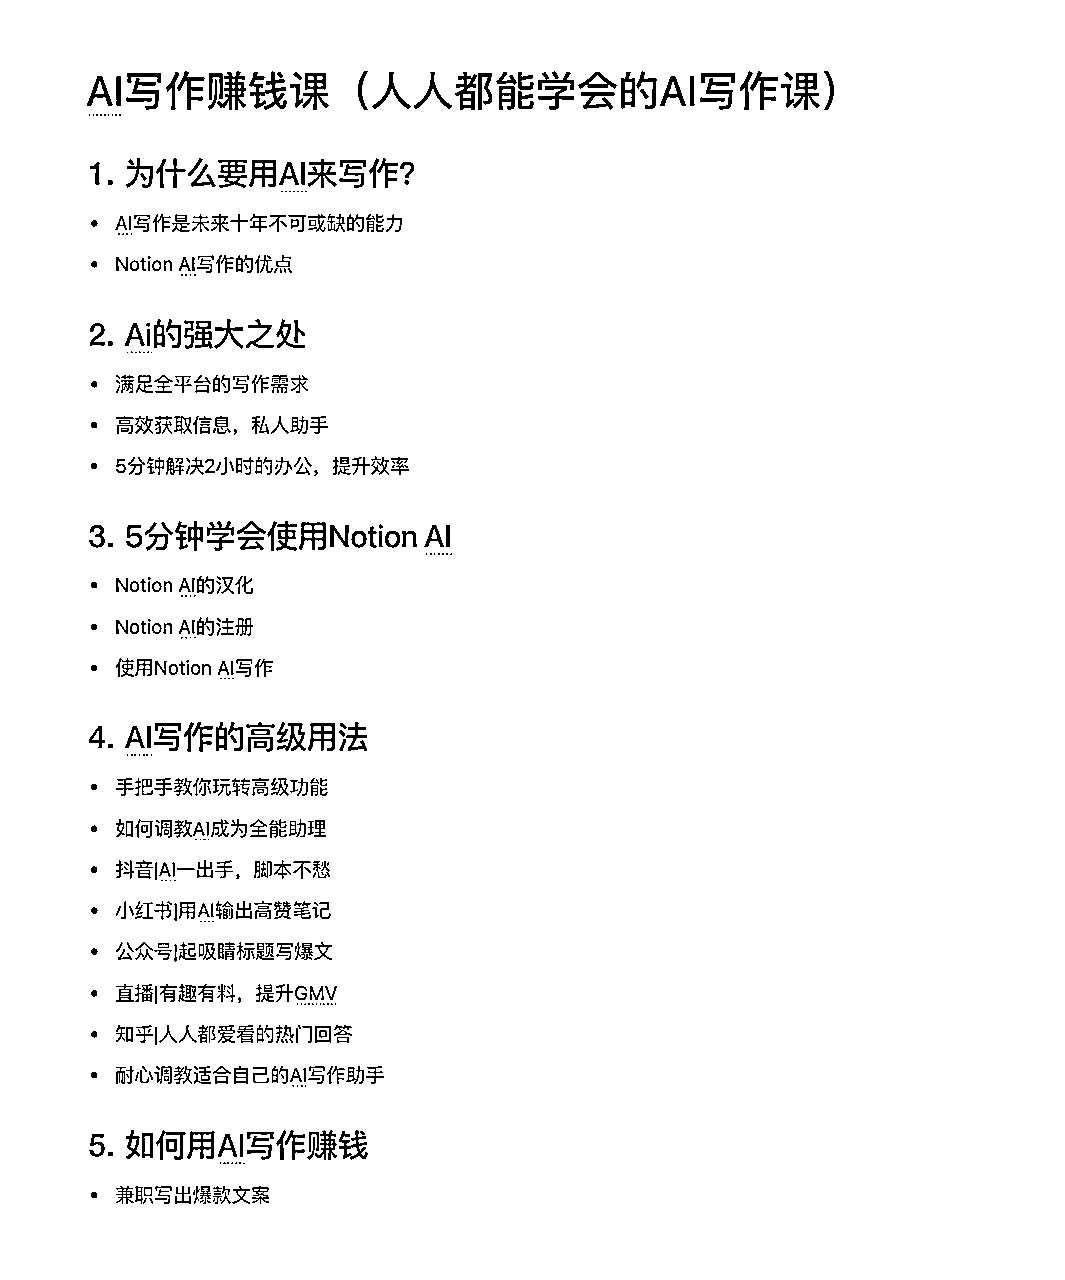 AI写作赚钱课（人人都能学会的AI写作课）
1. 为什么要用AI来写作?
• AI写作是未来十年不可或缺的能力
• Notion AI写作的优点
2. Ai的强大之处
• 满足全平台的写作需求
• 高效获取信息，私人助手
• 5分钟解决2小时的办公，提升效率
3. 5分钟学会使用Notion AI
• Notion AI的汉化
• Notion AI的注册
• 使用Notion AI写作
4. AI写作的高级用法
• 手把手教你玩转高级功能
• 如何调教AI成为全能助理
• 抖音|AI一出手，脚本不愁
• 小红书|用AI输出高赞笔记
• 公众号|起吸睛标题写爆文
• 直播|有趣有料，提升GMV
• 知乎|人人都爱看的热门回答
• 耐心调教适合自己的AI写作助手
5. 如何用AI写作赚钱
• 兼职写出爆款文案